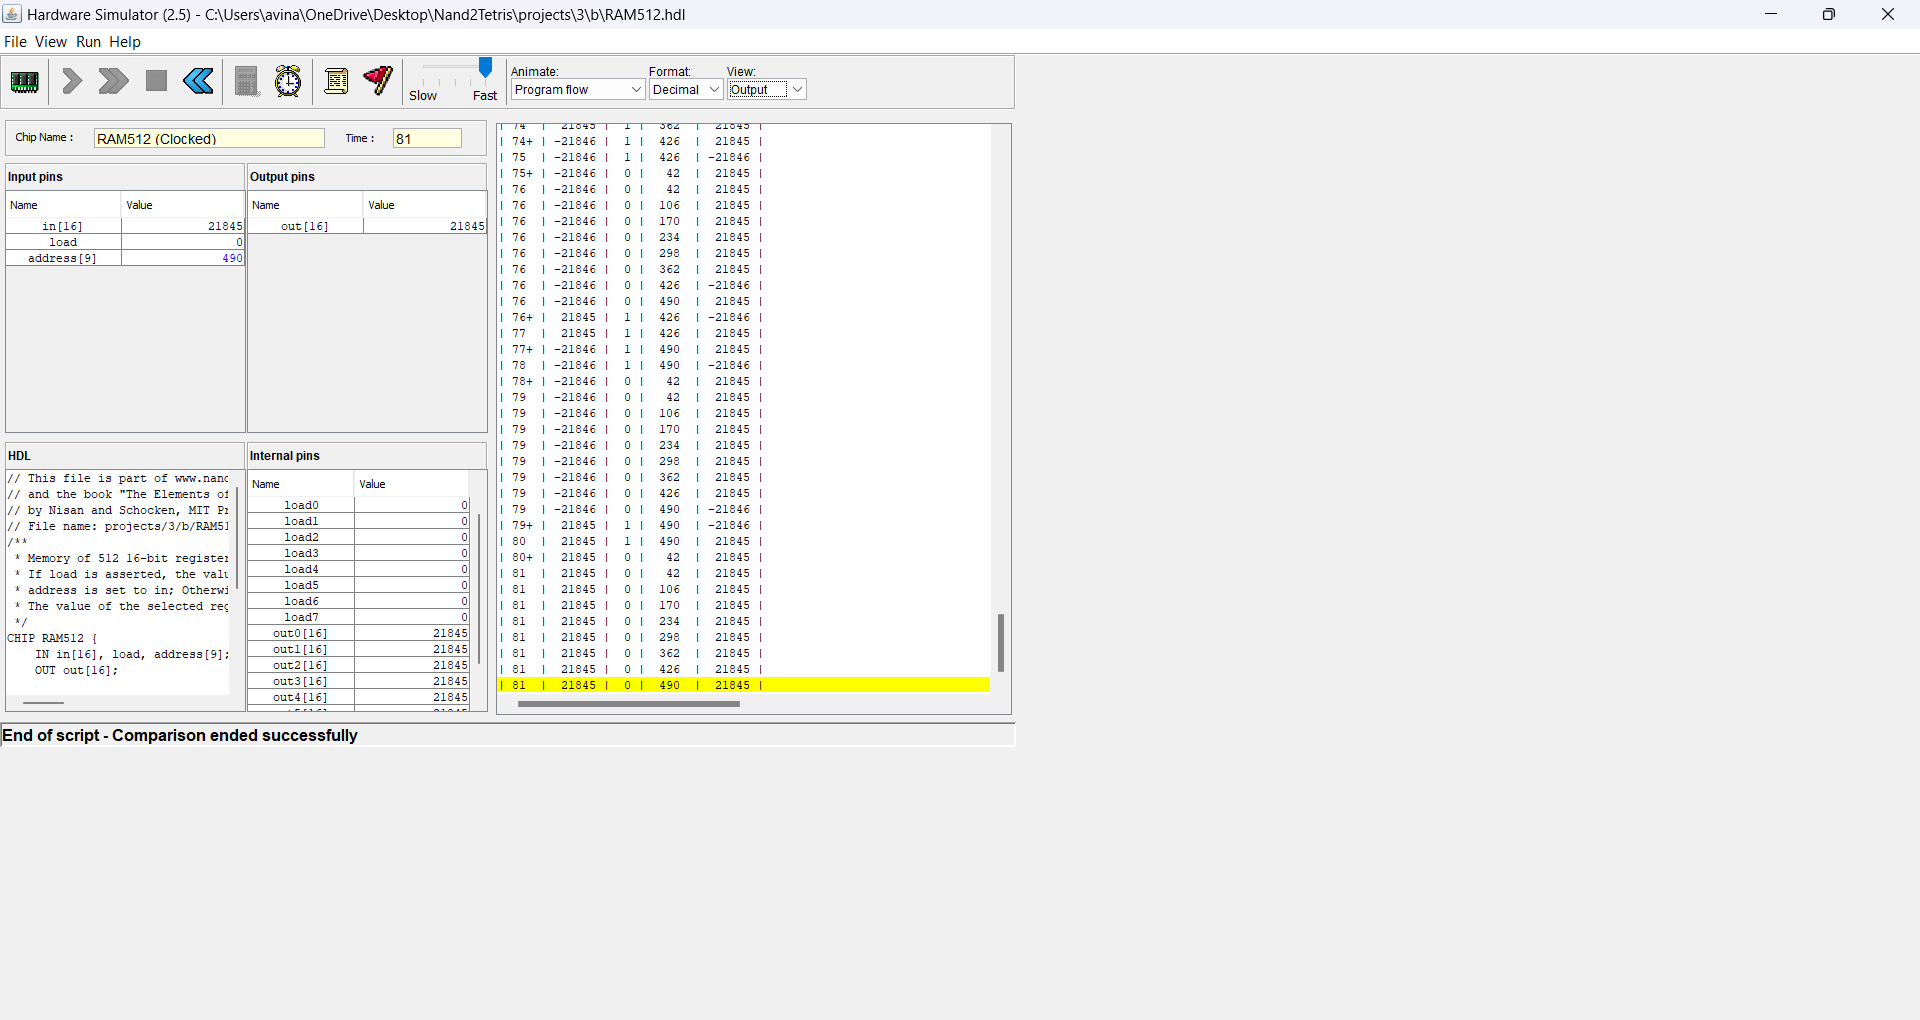 Hardware Simulator (2.5) - C:\Users\avina\OneDrive\Desktop\Nand2Tetris\projects\3\b\RAM512.hdl
File View Run Help
Slow Fast
Animate: Format: View:
Program flow Decimal Output
Chip Name : RAM512 (Clocked) Time : 81
Input pins
Name Value
in[16] 21845
load 0
address[9] 490
Output pins
Name Value
out[16] 21845
HDL
// This file is part of www.nand
// and the book "The Elements of
// by Nisan and Schocken, MIT Pr
// File name: projects/3/b/RAM51
/**
* Memory of 512 16-bit register
* If load is asserted, the valu
* address is set to in; Otherwi
* The value of the selected reg
*/
CHIP RAM512 {
IN in[16], load, address[9];
OUT out[16];
Internal pins
Name Value
load0 0
load1 0
load2 0
load3 0
load4 0
load5 0
load6 0
load7 0
out0[16] 21845
out1[16] 21845
out2[16] 21845
out3[16] 21845
out4[16] 21845
| 74 | 21845 | 1 | 362 | 21845 |
| 74+ | -21846 | 1 | 426 | 21845 |
| 75 | -21846 | 1 | 426 | -21846 |
| 75+ | -21846 | 0 | 42 | 21845 |
| 76 | -21846 | 0 | 42 | 21845 |
| 76 | -21846 | 0 | 106 | 21845 |
| 76 | -21846 | 0 | 170 | 21845 |
| 76 | -21846 | 0 | 234 | 21845 |
| 76 | -21846 | 0 | 298 | 21845 |
| 76 | -21846 | 0 | 362 | 21845 |
| 76 | -21846 | 0 | 426 | -21846 |
| 76 | -21846 | 0 | 490 | 21845 |
| 76+ | 21845 | 1 | 426 | -21846 |
| 77 | 21845 | 1 | 426 | 21845 |
| 77+ | -21846 | 1 | 490 | 21845 |
| 78 | -21846 | 1 | 490 | -21846 |
| 78+ | -21846 | 0 | 42 | 21845 |
| 79 | -21846 | 0 | 42 | 21845 |
| 79 | -21846 | 0 | 106 | 21845 |
| 79 | -21846 | 0 | 170 | 21845 |
| 79 | -21846 | 0 | 234 | 21845 |
| 79 | -21846 | 0 | 298 | 21845 |
| 79 | -21846 | 0 | 362 | 21845 |
| 79 | -21846 | 0 | 426 | 21845 |
| 79 | -21846 | 0 | 490 | -21846 |
| 79+ | 21845 | 1 | 490 | -21846 |
| 80 | 21845 | 1 | 490 | 21845 |
| 80+ | 21845 | 0 | 42 | 21845 |
| 81 | 21845 | 0 | 42 | 21845 |
| 81 | 21845 | 0 | 106 | 21845 |
| 81 | 21845 | 0 | 170 | 21845 |
| 81 | 21845 | 0 | 234 | 21845 |
| 81 | 21845 | 0 | 298 | 21845 |
| 81 | 21845 | 0 | 362 | 21845 |
| 81 | 21845 | 0 | 426 | 21845 |
| 81 | 21845 | 0 | 490 | 21845 |
End of script - Comparison ended successfully